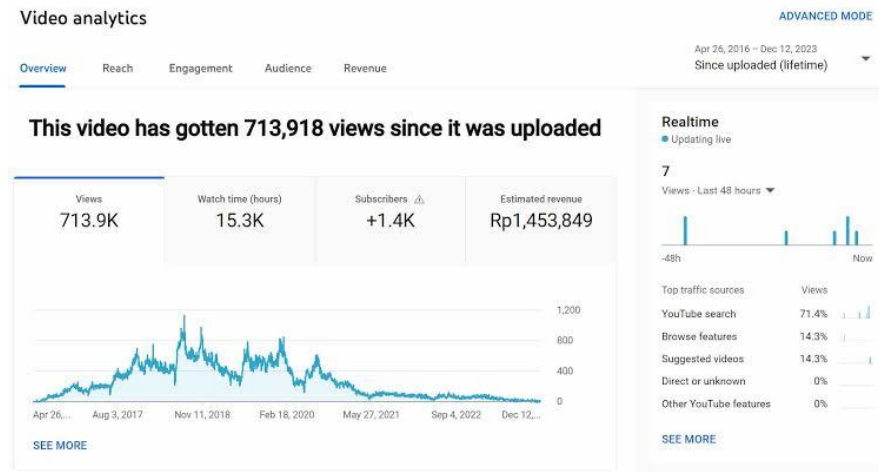 Video analytics
ADVANCED MODE
Overview
Reach
Engagement
Audience
Revenue
Apr 26, 2016 – Dec 12, 2023
Since uploaded (lifetime)
This video has gotten 713,918 views since it was uploaded
Views
713.9K
Watch time (hours)
15.3K
Subscribers
+1.4K
Estimated revenue
Rp1,453,849
1,200
800
400
0
Apr 26,...
Aug 3, 2017
Nov 11, 2018
Feb 18, 2020
May 27, 2021
Sep 4, 2022
Dec 12,...
SEE MORE
Realtime
Updating live
7
Views · Last 48 hours
-48h
Now
Top traffic sources
Views
YouTube search
71.4%
Browse features
14.3%
Suggested videos
14.3%
Direct or unknown
0%
Other YouTube features
0%
SEE MORE